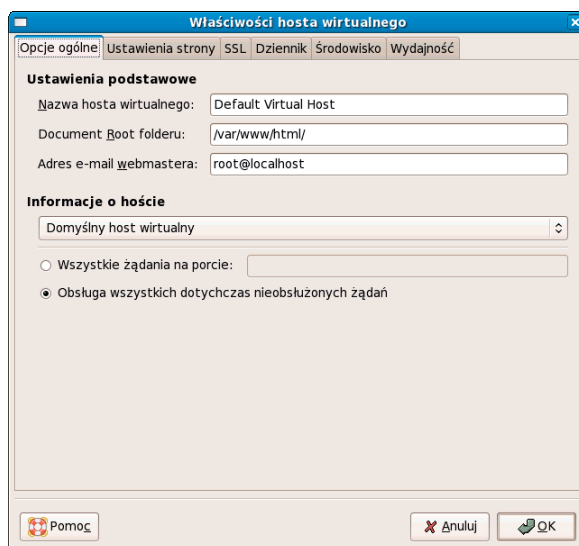 Właściwości hosta wirtualnego
Opcje ogólne Ustawienia strony SSL Dziennik Środowisko Wydajność
Ustawienia podstawowe
Nazwa hosta wirtualnego: Default Virtual Host
Document Root folderu: /var/www/html/
Adres e-mail webmastera: root@localhost
Informacje o hoście
Domyślny host wirtualny
Wszystkie żądania na porcie:
Obsługa wszystkich dotychczas nieobsłużonych żądań
Pomoc Anuluj OK